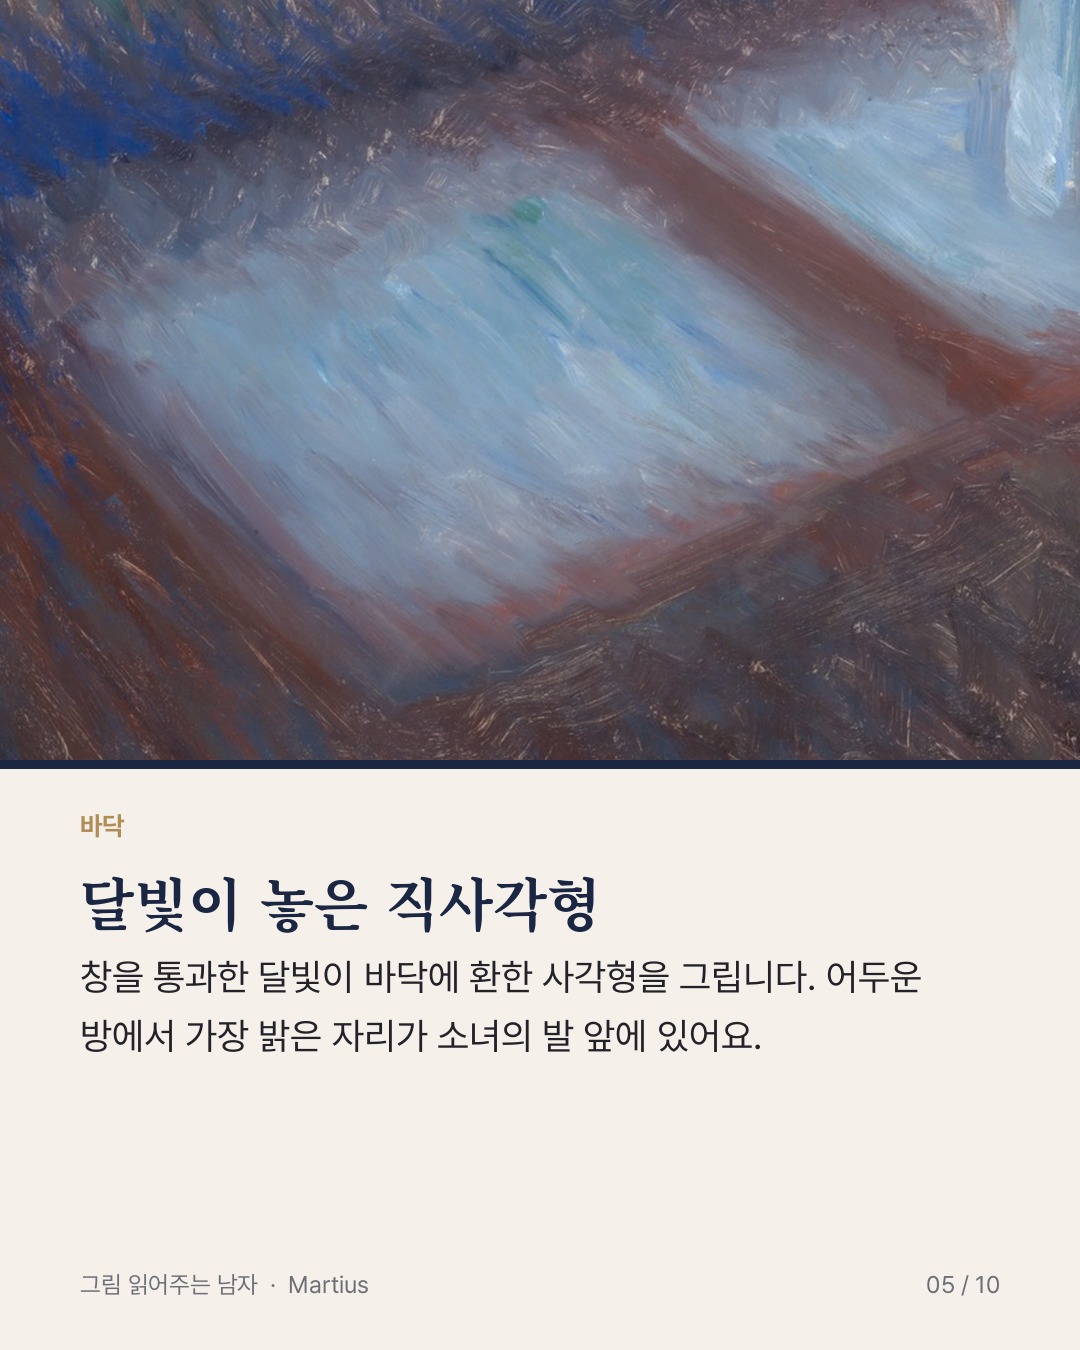 바닥
달빛이 놓은 직사각형
창을 통과한 달빛이 바닥에 환한 사각형을 그립니다. 어두운
방에서 가장 밝은 자리가 소녀의 발 앞에 있어요.
그림 읽어주는 남자 · Martius
05 / 10